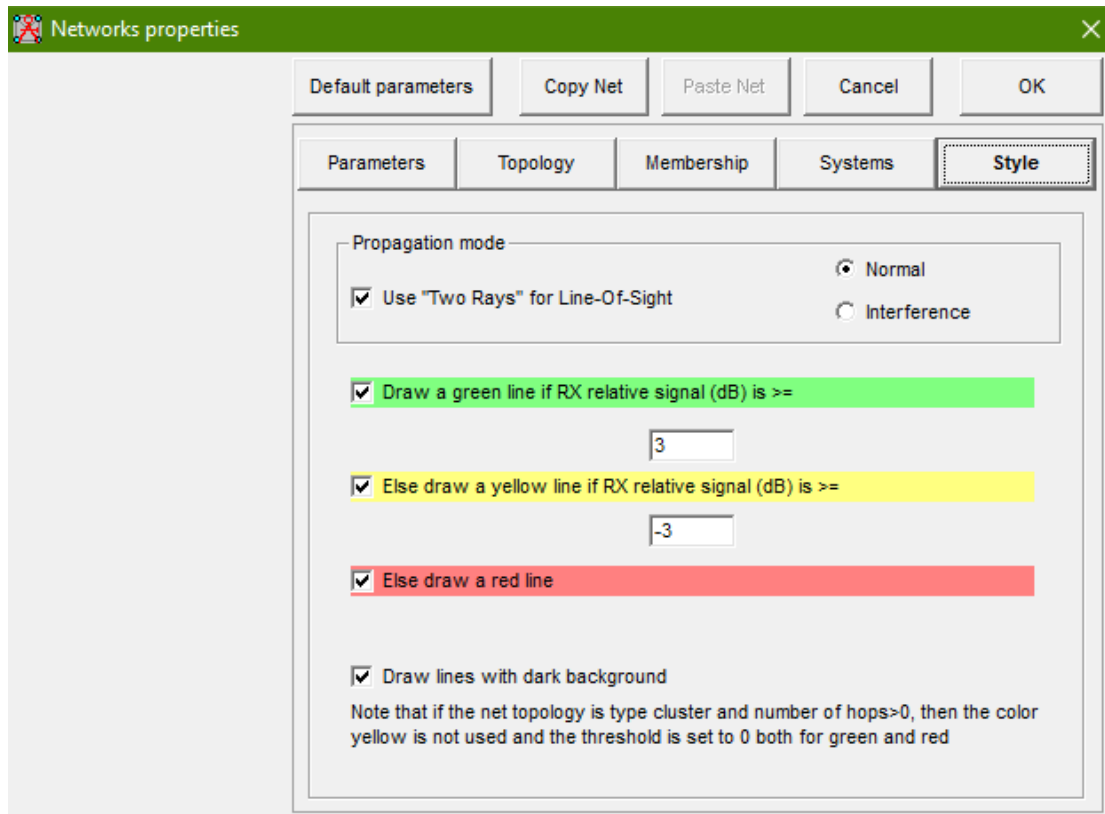 Networks properties
Default parameters
Copy Net
Paste Net
Cancel
OK
Parameters
Topology
Membership
Systems
Style
Propagation mode
Normal
Use "Two Rays" for Line-Of-Sight
Interference
Draw a green line if RX relative signal (dB) is >=
3
Else draw a yellow line if RX relative signal (dB) is >=
-3
Else draw a red line
Draw lines with dark background
Note that if the net topology is type cluster and number of hops>0, then the color
yellow is not used and the threshold is set to 0 both for green and red